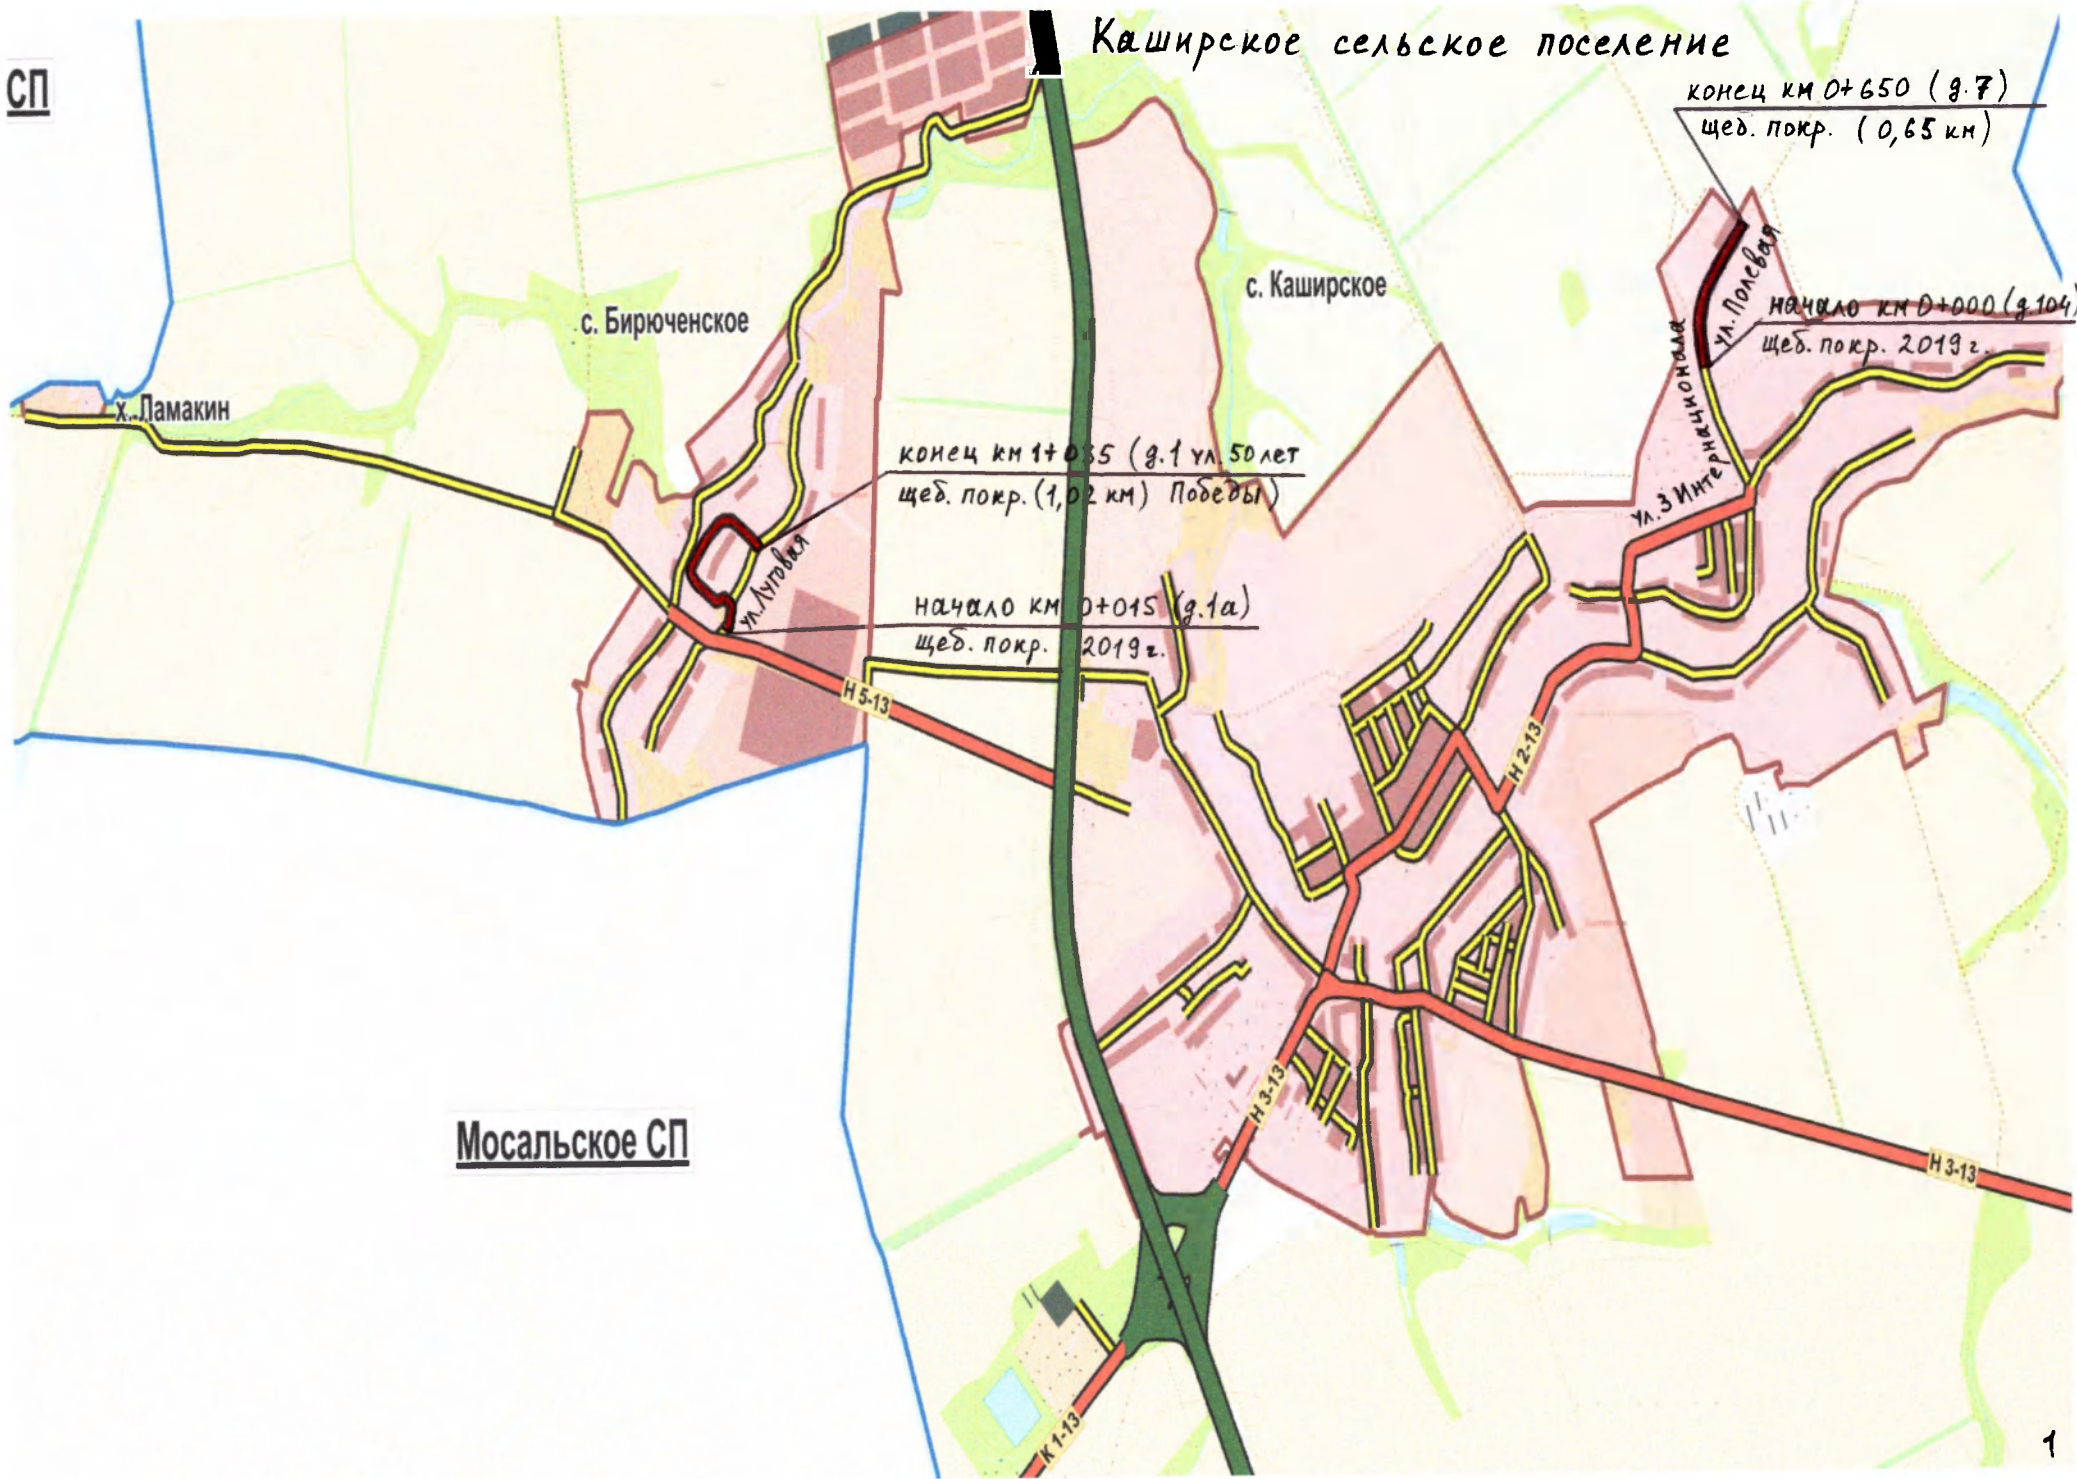 Каширское сельское поселение
СП
конец км 0+650 (д.7)
щеб. покр. (0,65 км)
ул. Полевая
с. Каширское
начало км 0+000 (д.104)
щеб. покр. 2019 г.
с. Бирюченское
х. Ламакин
ул. 3 Интернационала
конец км 1+035 (д.1 ул. 50 лет
щеб. покр. (1,02 км) Победы)
ул. Луговая
начало км 0+015 (д.1а)
щеб. покр. 2019 г.
Н 5-13
Н 2-13
Н 3-13
Мосальское СП
Н 3-13
К 1-13
1